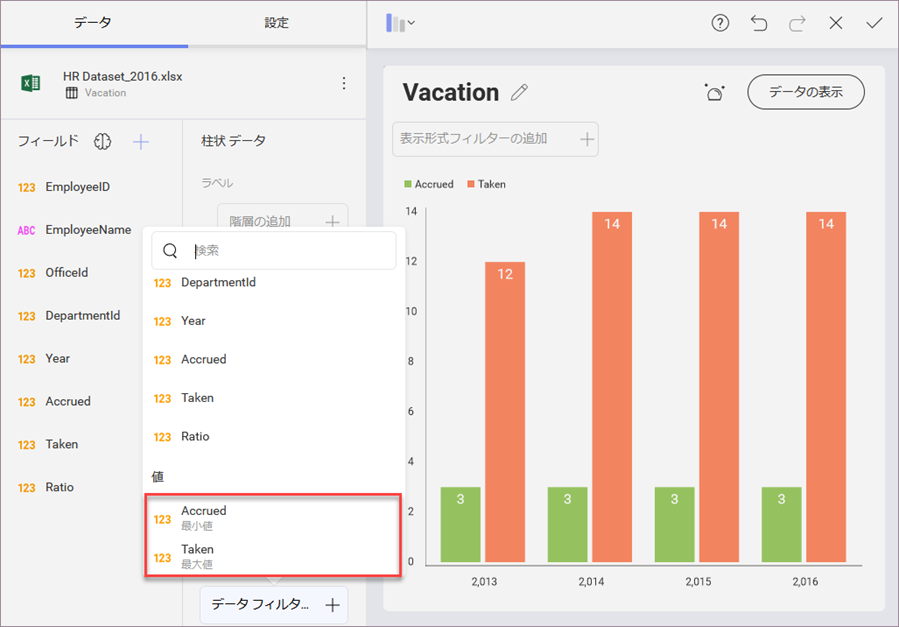 データ
設定
HR Dataset_2016.xlsx
Vacation
フィールド
123 EmployeeID
ABC EmployeeName
123 OfficeId
123 DepartmentId
123 Year
123 Accrued
123 Taken
123 Ratio
柱状 データ
ラベル
階層の追加
検索
123 DepartmentId
123 Year
123 Accrued
123 Taken
123 Ratio
値
123 Accrued
最小値
123 Taken
最大値
データ フィルタ...
Vacation
データの表示
表示形式フィルターの追加
Accrued Taken
14
12
10
8
6
4
2
0
3 12
3 14
3 14
3 14
2,013 2,014 2,015 2,016